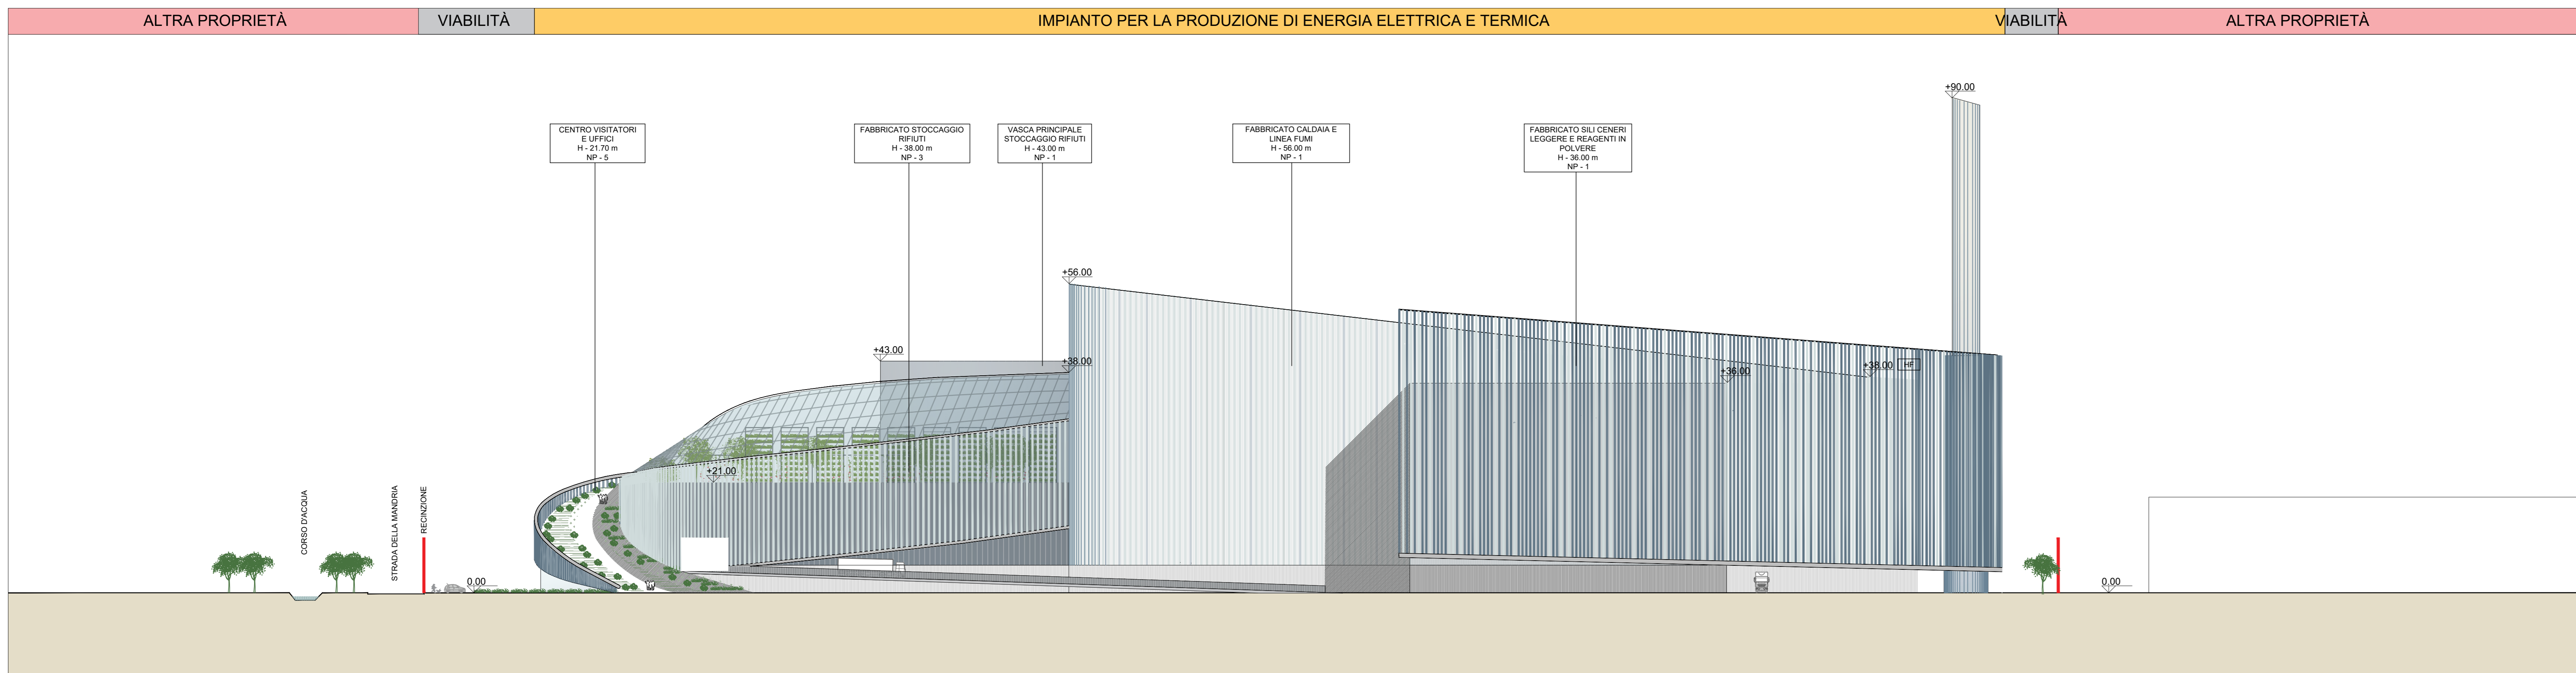 ALTRA PROPRIETÀ
VIABILITÀ
IMPIANTO PER LA PRODUZIONE DI ENERGIA ELETTRICA E TERMICA
VIABILITÀ
ALTRA PROPRIETÀ
+90.00
CENTRO VISITATORI
E UFFICI
H - 21.70 m
NP - 5
FABBRICATO STOCCAGGIO
RIFIUTI
H - 38.00 m
NP - 3
VASCA PRINCIPALE
STOCCAGGIO RIFIUTI
H - 43.00 m
NP - 1
FABBRICATO CALDAIA E
LINEA FUMI
H - 56.00 m
NP - 1
FABBRICATO SILI CENERI
LEGGERE E REAGENTI IN
POLVERE
H - 36.00 m
NP - 1
+56.00
+43.00
+38.00
+38.00
HF
+36.00
+21.00
CORSO D'ACQUA
STRADA DELLA MANDRIA
RECINZIONE
0.00
0.00